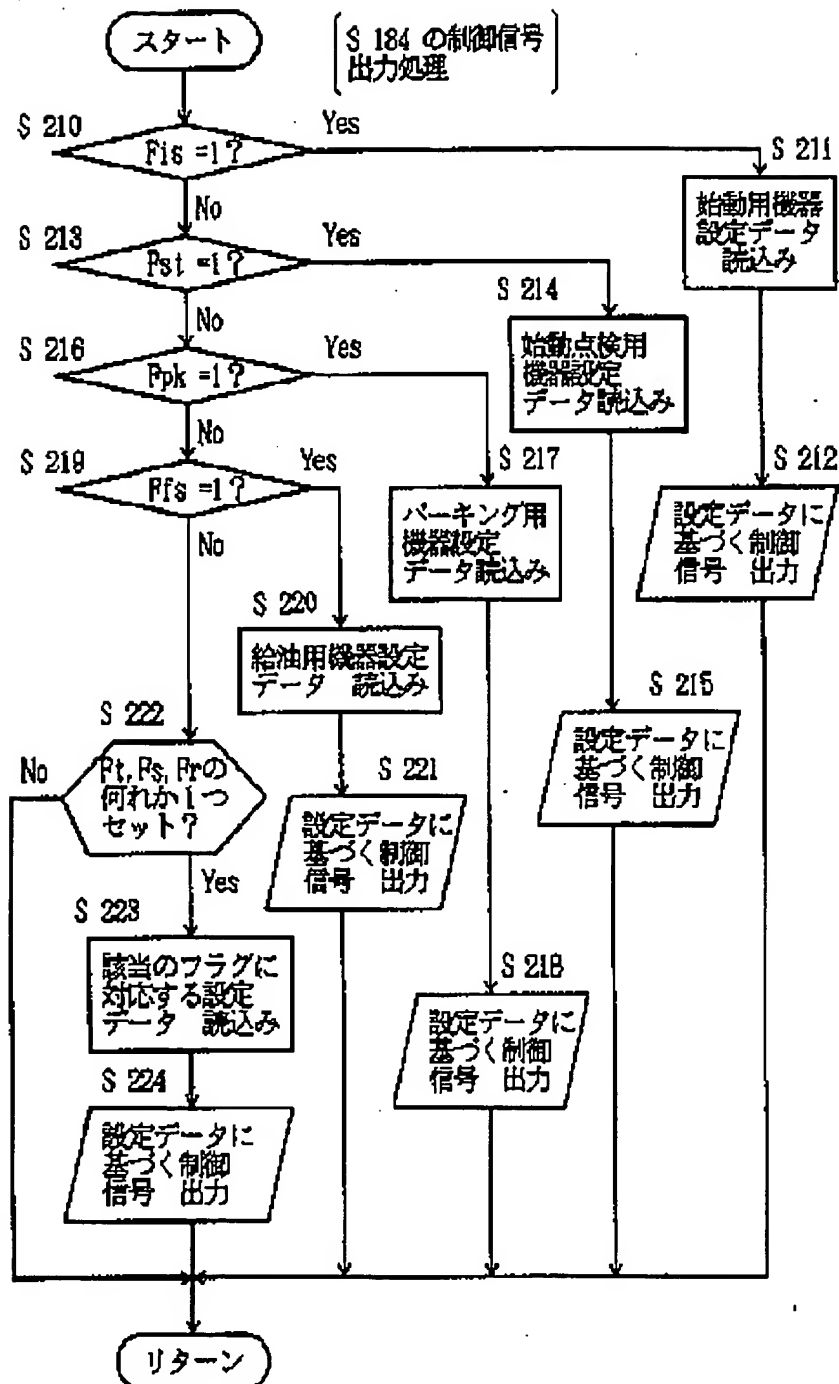 スタート
S 184 の制御信号
出力処理
S 210
Fis =1?
Yes
No
S 211
始動用機器
設定データ
読込み
S 212
設定データに
基づく制御
信号 出力
S 213
Fst =1?
Yes
No
S 214
始動点検用
機器設定
データ読込み
S 215
設定データに
基づく制御
信号 出力
S 216
Fpk =1?
Yes
No
S 217
パーキング用
機器設定
データ読込み
S 218
設定データに
基づく制御
信号 出力
S 219
Ffs =1?
Yes
No
S 220
給油用機器設定
データ 読込み
S 221
設定データに
基づく制御
信号 出力
S 222
Ft, Fs, Frの
何れか1つ
セット?
No
Yes
S 223
該当のフラグに
対応する設定
データ 読込み
S 224
設定データに
基づく制御
信号 出力
リターン